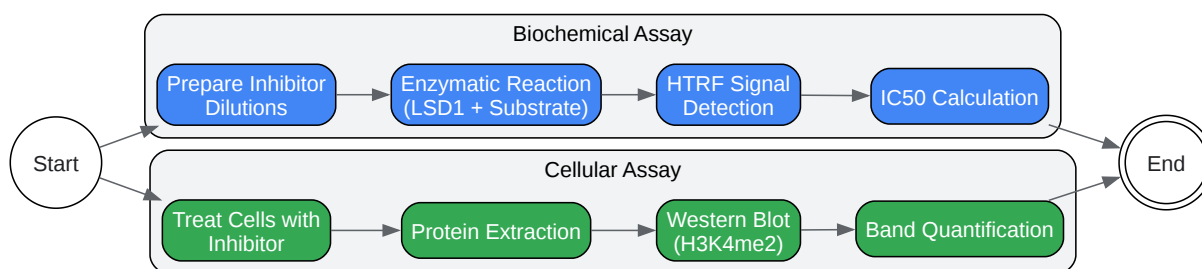 Biochemical Assay
Prepare Inhibitor
Dilutions
Enzymatic Reaction
(LSD1 + Substrate)
HTRF Signal
Detection
IC50 Calculation
Start
End
Cellular Assay
Treat Cells with
Inhibitor
Protein Extraction
Western Blot
(H3K4me2)
Band Quantification